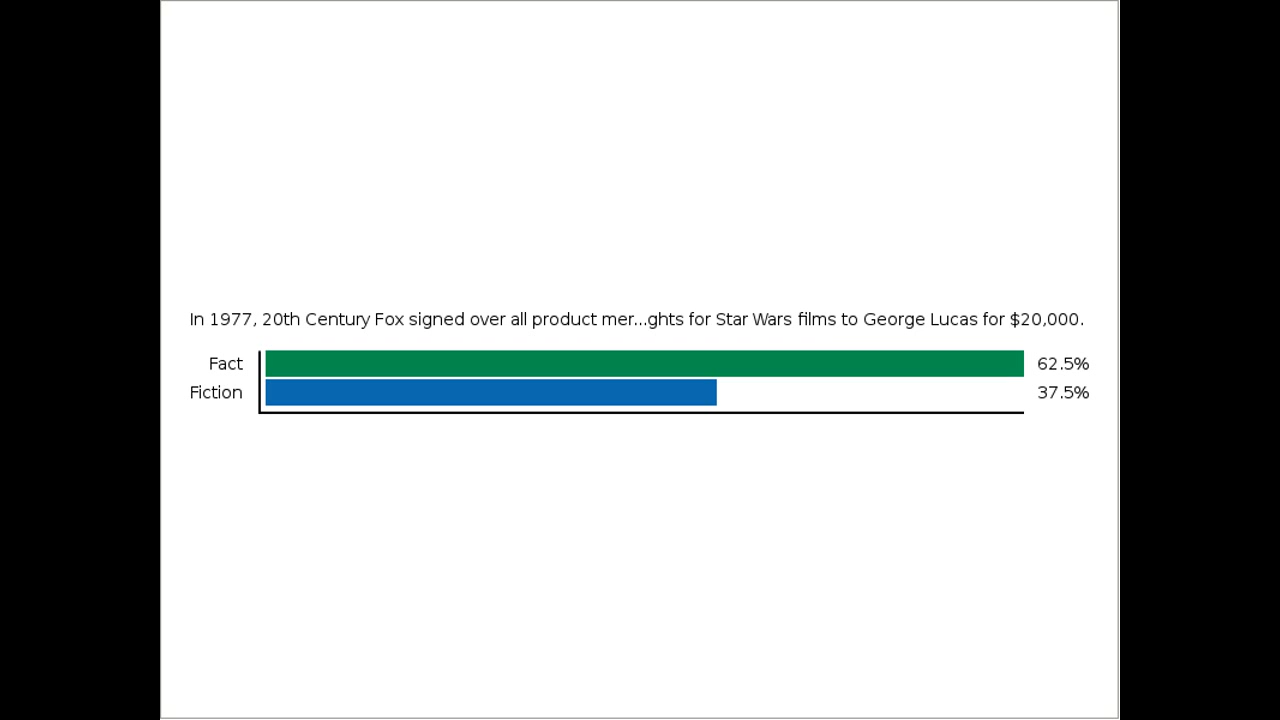 In 1977, 20th Century Fox signed over all product mer...ghts for Star Wars films to George Lucas for $20,000.
Fact 62.5%
Fiction 37.5%